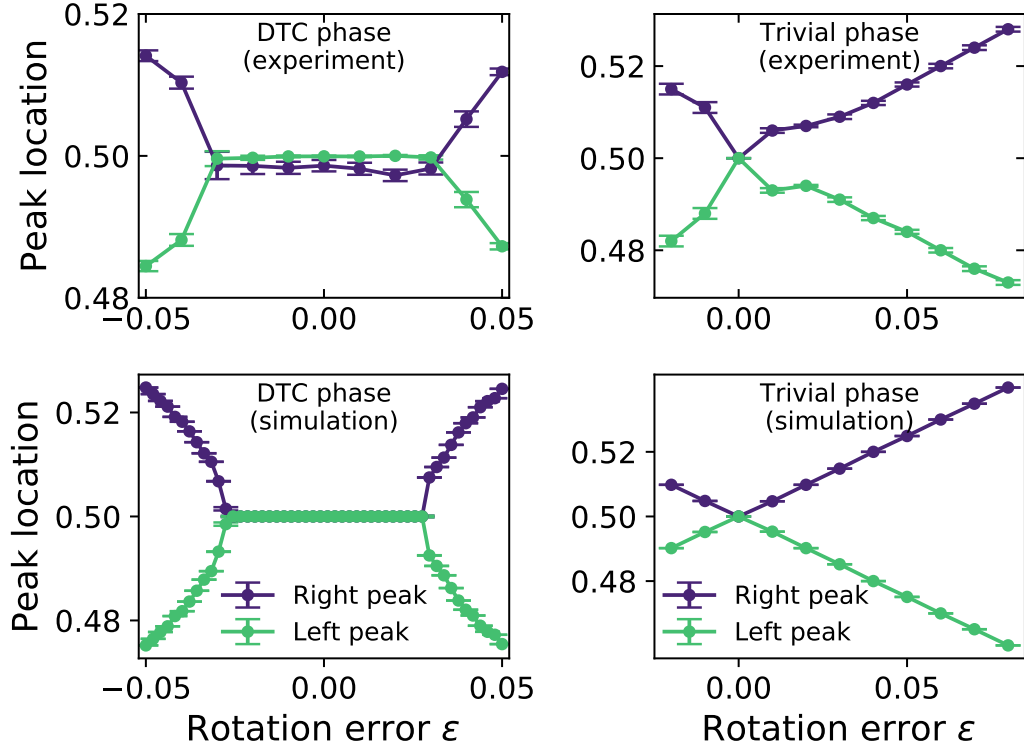 DTC phase
(experiment)
Peak location
0.52
0.50
0.48
−0.05 0.00 0.05
Trivial phase
(experiment)
0.52
0.50
0.48
0.00 0.05
DTC phase
(simulation)
Peak location
0.52
0.50
0.48
Right peak
Left peak
−0.05 0.00 0.05
Rotation error ε
Trivial phase
(simulation)
0.52
0.50
0.48
Right peak
Left peak
0.00 0.05
Rotation error ε